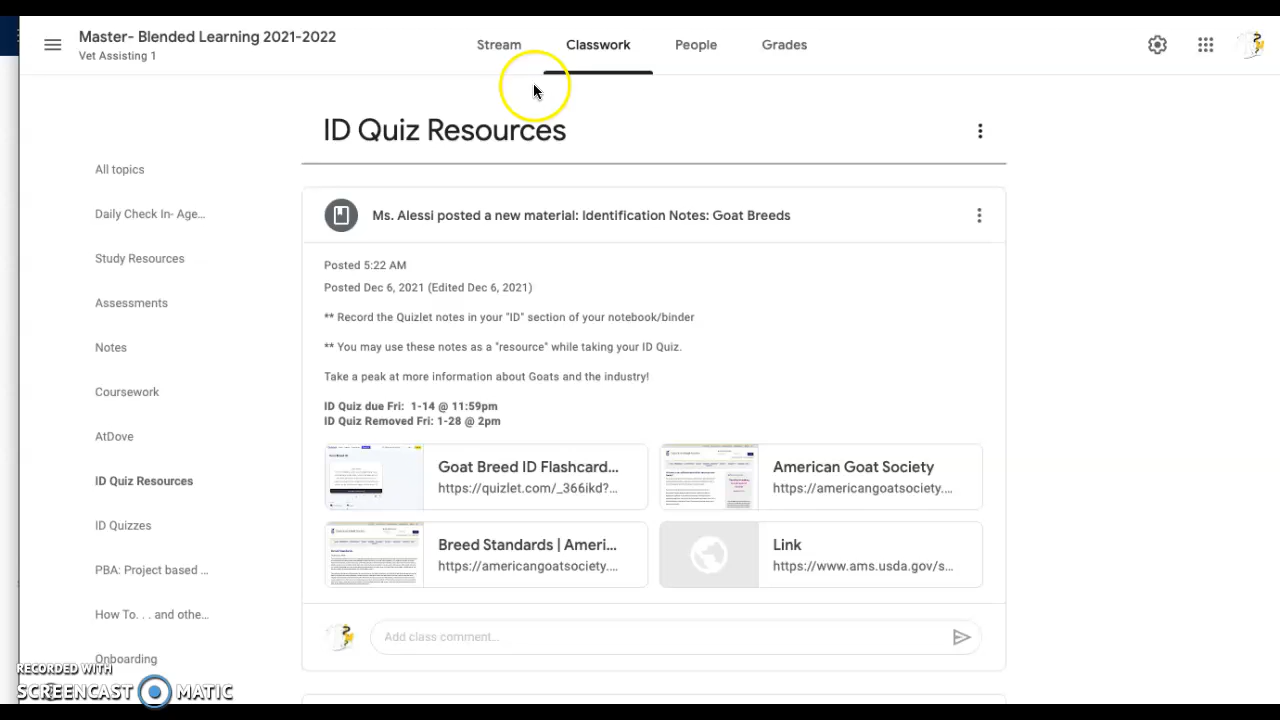 Master- Blended Learning 2021-2022
Vet Assisting 1
Stream
Classwork
People
Grades
ID Quiz Resources
All topics
Daily Check In- Age...
Study Resources
Assessments
Notes
Coursework
AtDove
ID Quiz Resources
ID Quizzes
PBA: Project based ...
How To. . . and othe...
Onboarding
Ms. Alessi posted a new material: Identification Notes: Goat Breeds
Posted 5:22 AM
Posted Dec 6, 2021 (Edited Dec 6, 2021)
** Record the Quizlet notes in your "ID" section of your notebook/binder
** You may use these notes as a "resource" while taking your ID Quiz.
Take a peak at more information about Goats and the industry!
ID Quiz due Fri: 1-14 @ 11:59pm
ID Quiz Removed Fri: 1-28 @ 2pm
Goat Breed ID Flashcard...
https://quizlet.com/_366ikd?...
American Goat Society
https://americangoatsociety....
Breed Standards | Ameri...
https://americangoatsociety....
Link
https://www.ams.usda.gov/s...
Add class comment...
RECORDED WITH
SCREENCAST MATIC